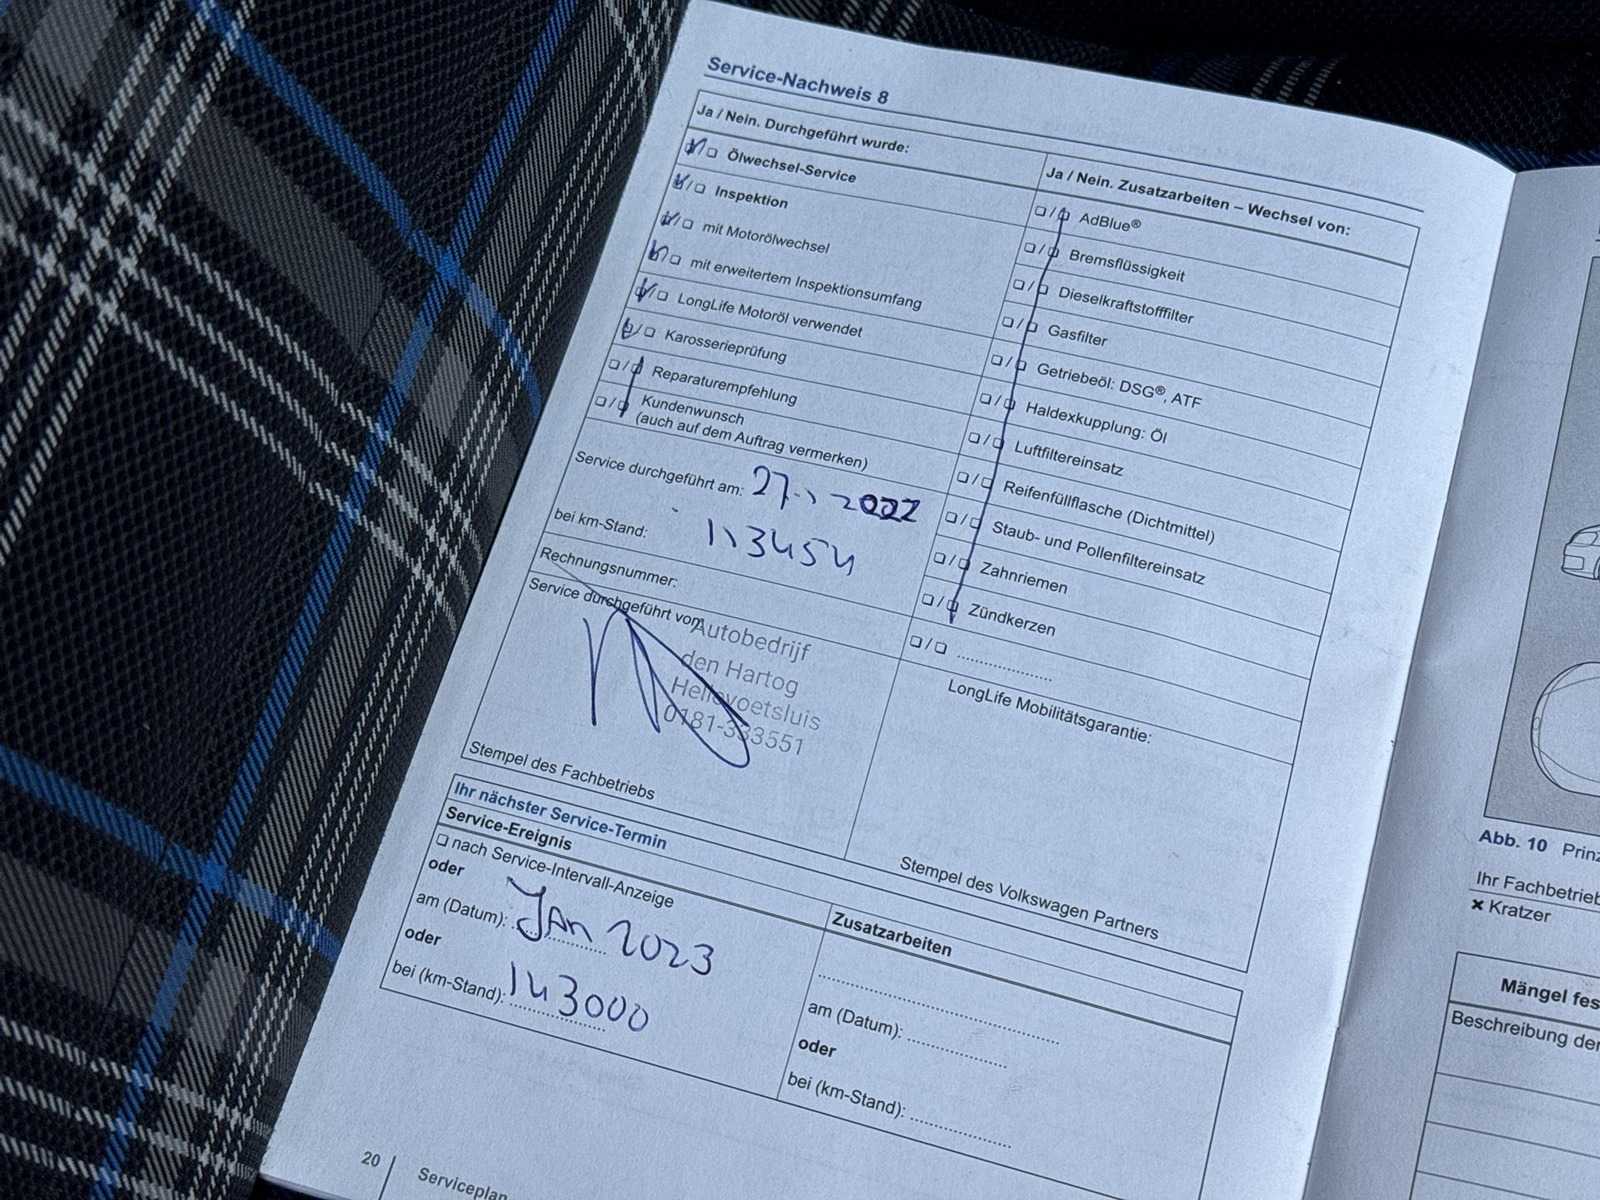 Service-Nachweis 8
Ja / Nein. Durchgeführt wurde:
Ölwechsel-Service
Inspektion
mit Motorölwechsel
mit erweitertem Inspektionsumfang
LongLife Motoröl verwendet
Karosserieprüfung
Reparaturempfehlung
Kundenwunsch
(auch auf dem Auftrag vermerken)
Service durchgeführt am: 27-1 2022
bei km-Stand: 113454
Rechnungsnummer:
Service durchgeführt von:
Autobedrijf
den Hartog
Hellevoetsluis
0181-333551
Stempel des Fachbetriebs
Ja / Nein. Zusatzarbeiten – Wechsel von:
AdBlue®
Bremsflüssigkeit
Dieselkraftstofffilter
Gasfilter
Getriebeöl: DSG®, ATF
Haldexkupplung: Öl
Luftfiltereinsatz
Reifenfüllflasche (Dichtmittel)
Staub- und Pollenfiltereinsatz
Zahnriemen
Zündkerzen
LongLife Mobilitätsgarantie:
Stempel des Volkswagen Partners
Ihr nächster Service-Termin
Service-Ereignis
nach Service-Intervall-Anzeige
oder
am (Datum): Jan 2023
oder
bei (km-Stand): 143000
Zusatzarbeiten
am (Datum):
oder
bei (km-Stand):
20
Serviceplan
Abb. 10 Prinz
Ihr Fachbetrieb
× Kratzer
Mängel fes
Beschreibung der